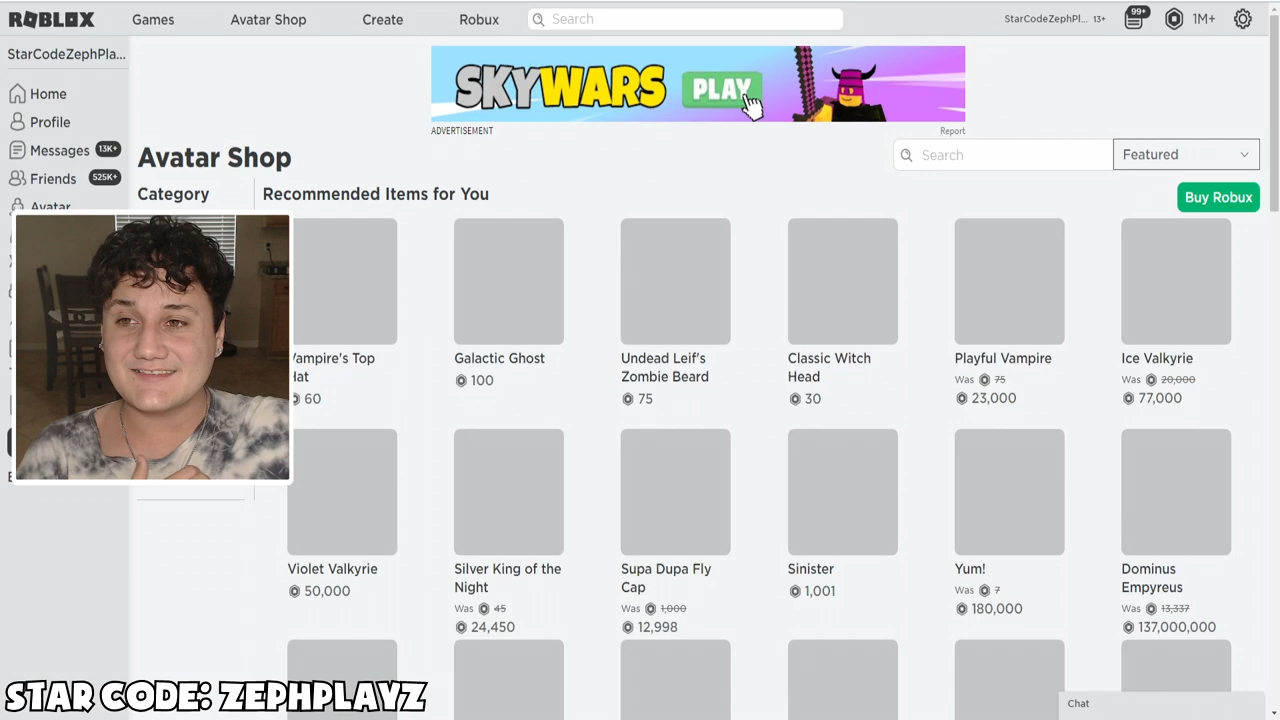 ROBLOX
Games
Avatar Shop
Create
Robux
Search
StarCodeZephPl... 13+
99+
1M+
StarCodeZephPla...
Home
Profile
Messages 13K+
Friends 525K+
Avatar
SKYWARS PLAY
ADVERTISEMENT
Report
Avatar Shop
Search
Featured
Category
Recommended Items for You
Buy Robux
Vampire's Top
Hat
60
Galactic Ghost
100
Undead Leif's
Zombie Beard
75
Classic Witch
Head
30
Playful Vampire
Was 75
23,000
Ice Valkyrie
Was 20,000
77,000
Violet Valkyrie
50,000
Silver King of the
Night
Was 45
24,450
Supa Dupa Fly
Cap
Was 1,000
12,998
Sinister
1,001
Yum!
Was 7
180,000
Dominus
Empyreus
Was 13,337
137,000,000
Chat
STAR CODE: ZEPHPLAYZ